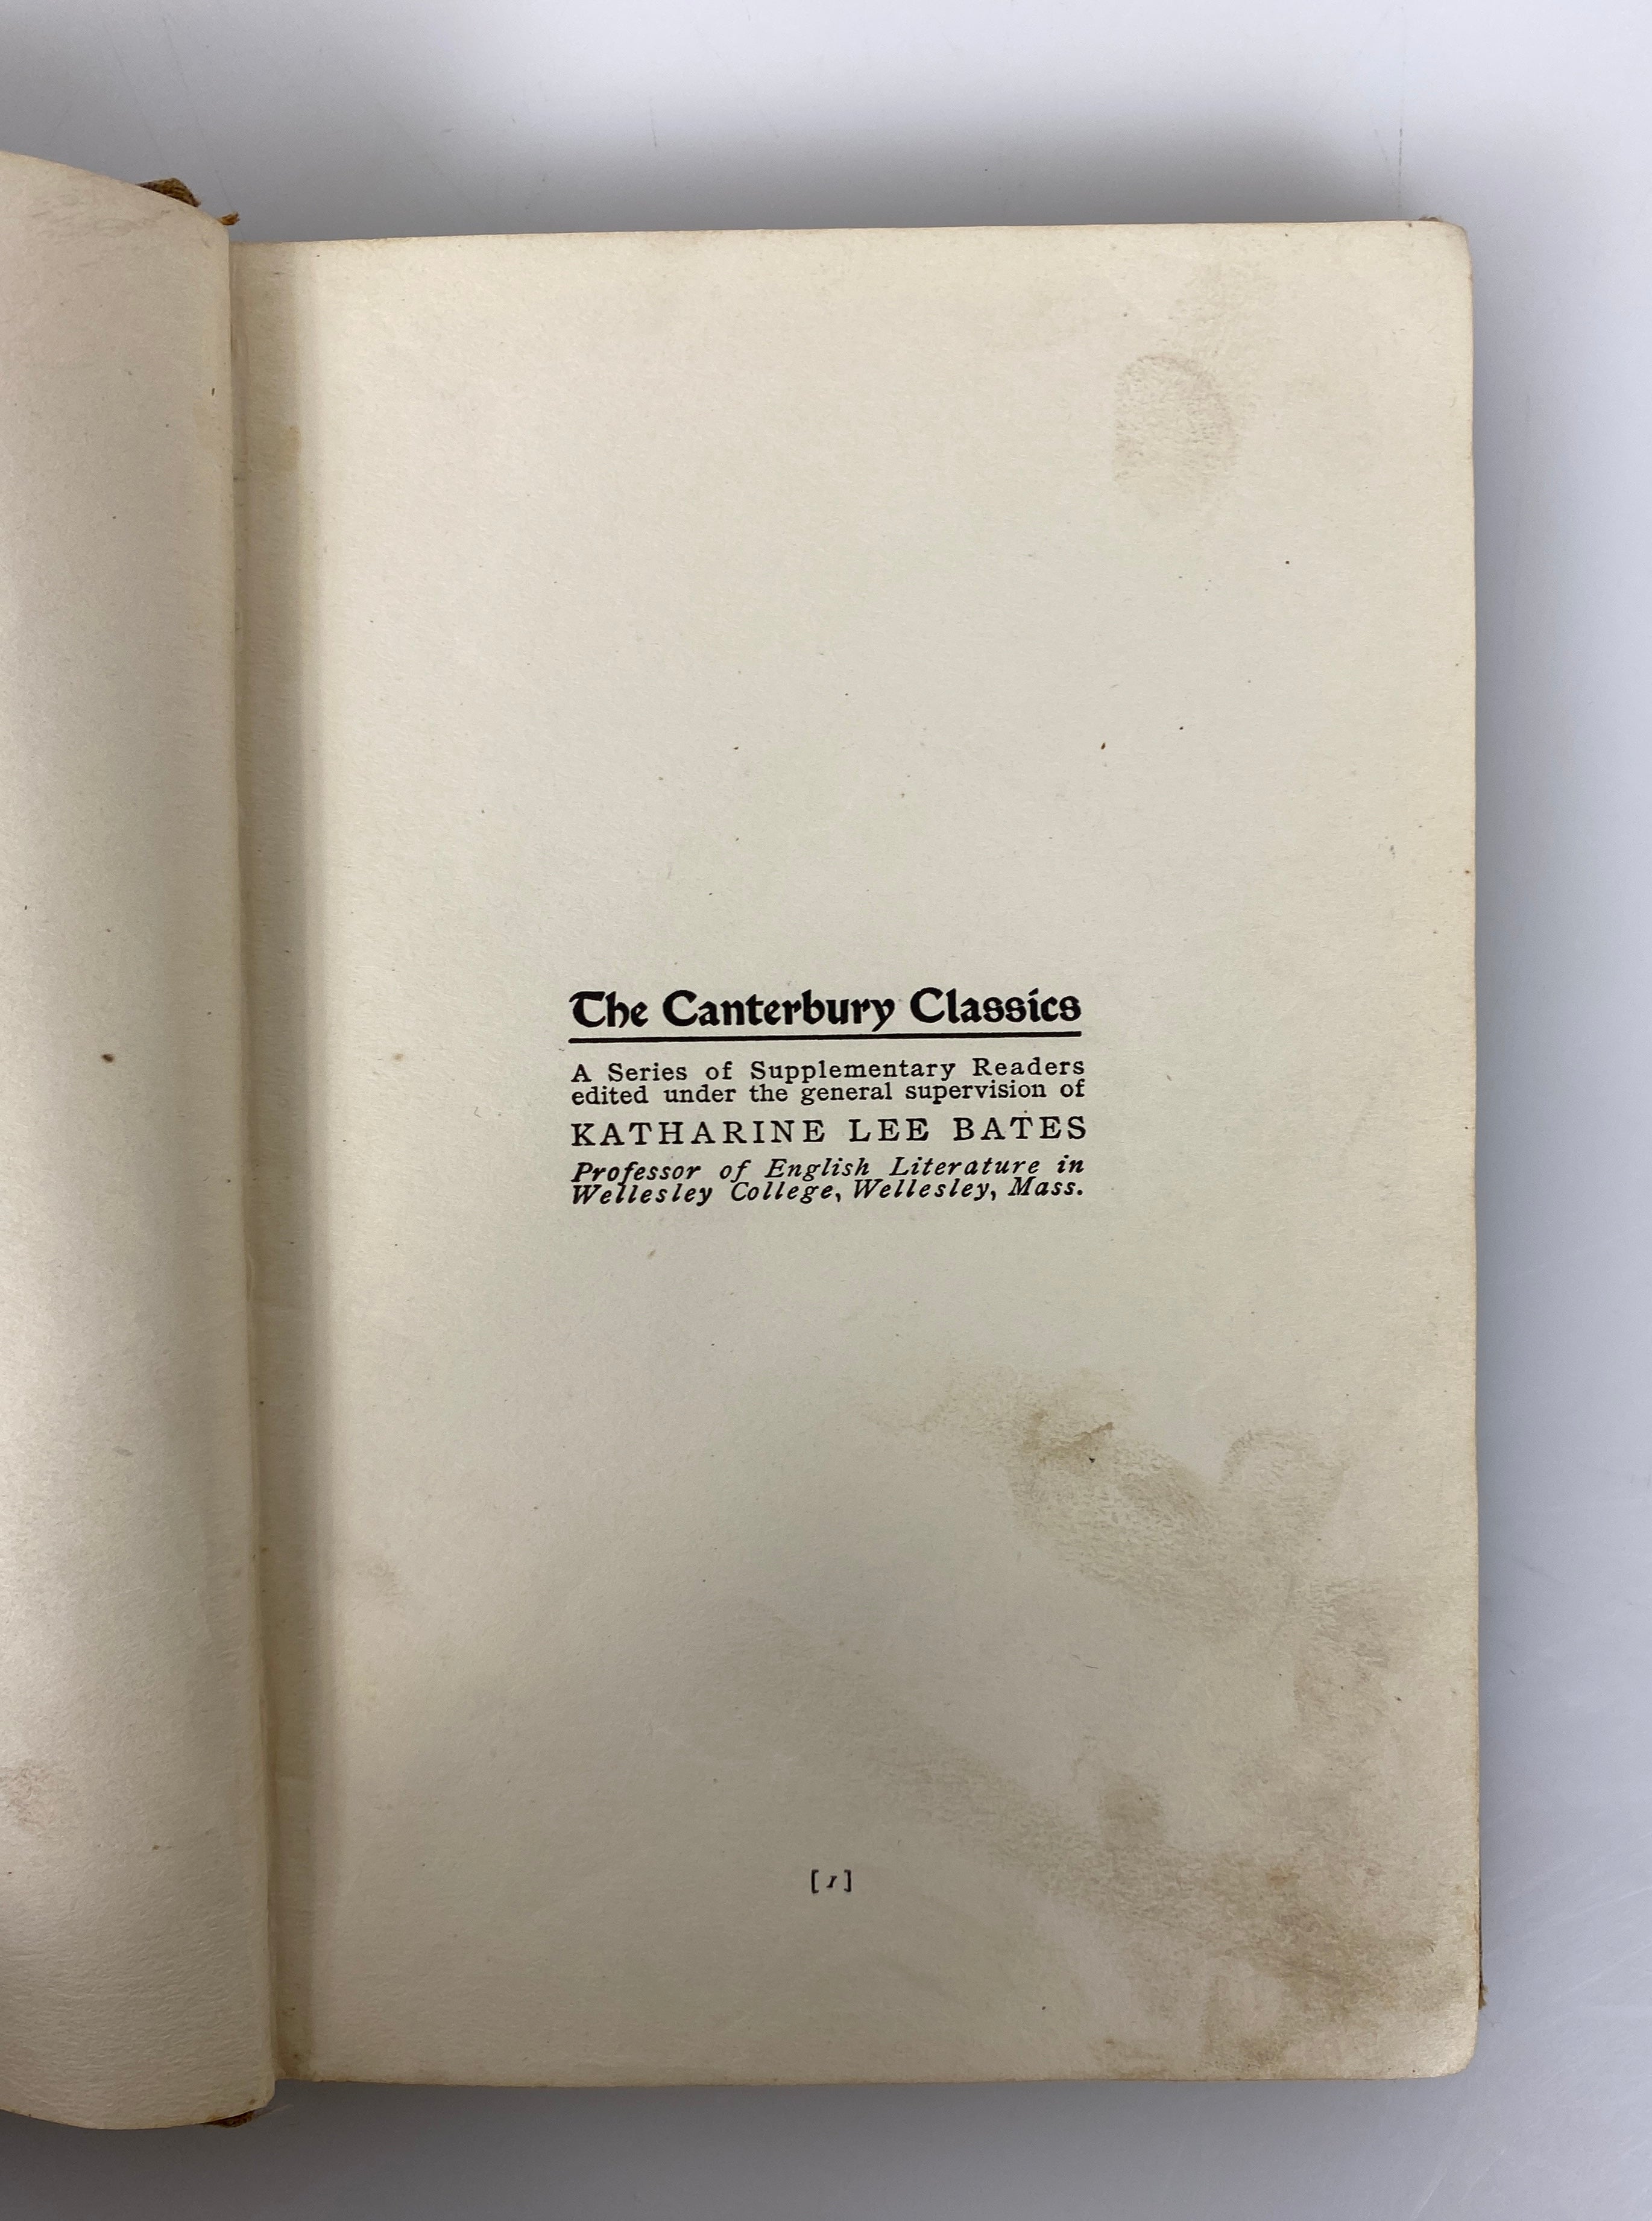 The Canterbury Classics
A Series of Supplementary Readers
edited under the general supervision of
KATHARINE LEE BATES
Professor of English Literature in
Wellesley College, Wellesley, Mass.
[1]